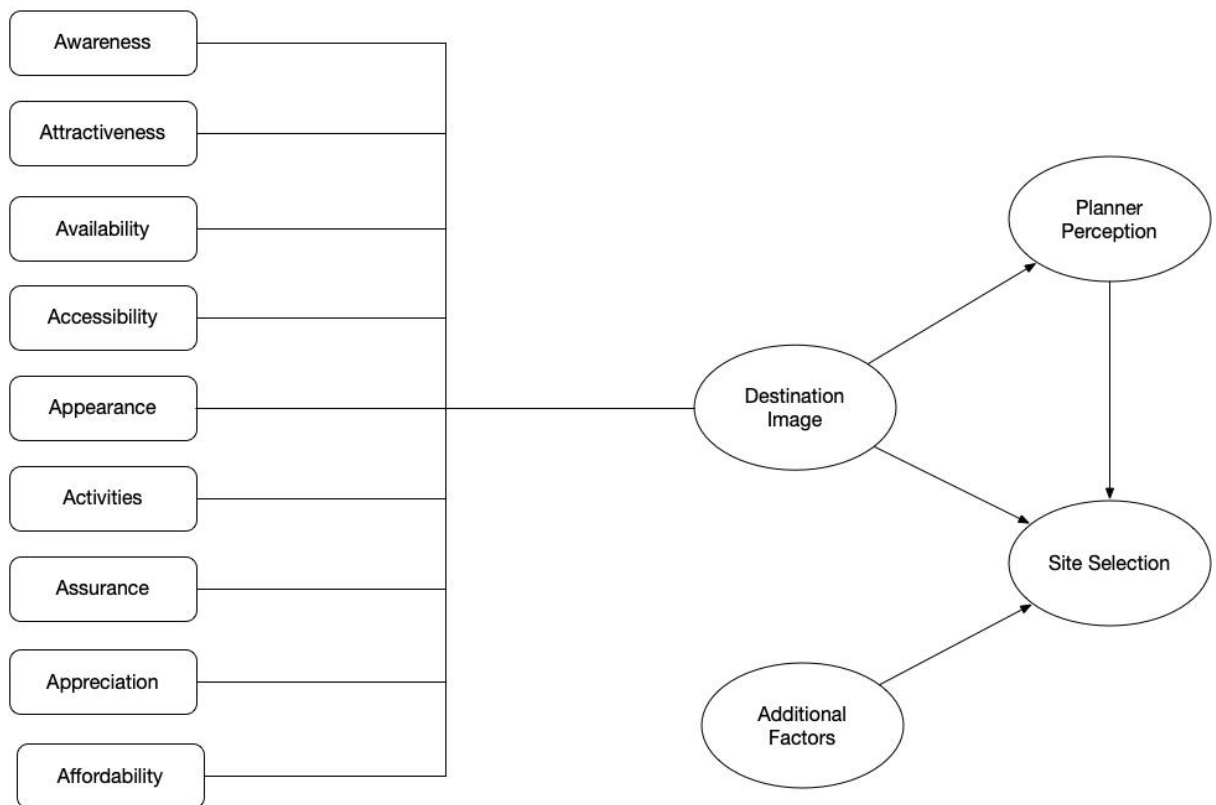 Awareness
Attractiveness
Availability
Accessibility
Appearance
Activities
Assurance
Appreciation
Affordability
Destination
Image
Planner
Perception
Site Selection
Additional
Factors